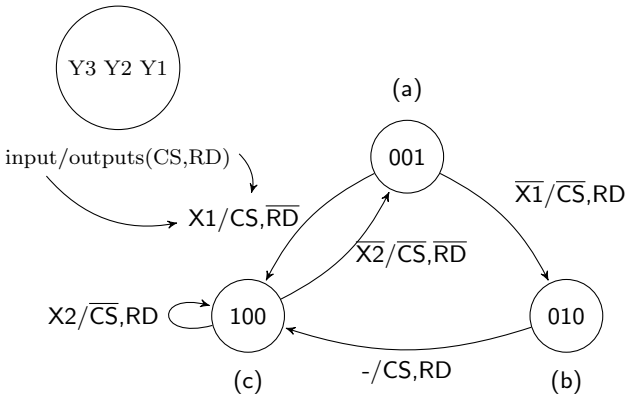 Y3 Y2 Y1
(a)
input/outputs(CS,RD)
001
X̅1̅/C̅S̅,RD
X1/CS,R̅D̅
X̅2̅/C̅S̅,R̅D̅
X2/C̅S̅,RD
100
010
-/CS,RD
(c)
(b)